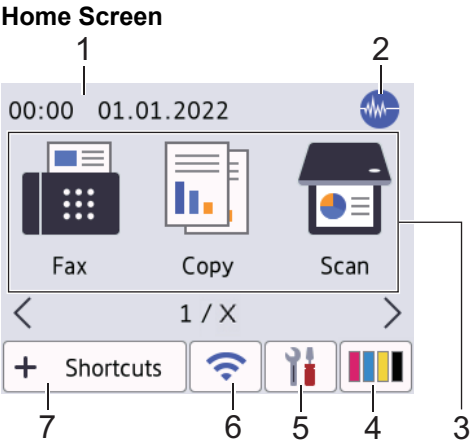 Home Screen
1 2
00:00 01.01.2022
Fax Copy Scan
1 / X
+ Shortcuts
7 6 5 4 3